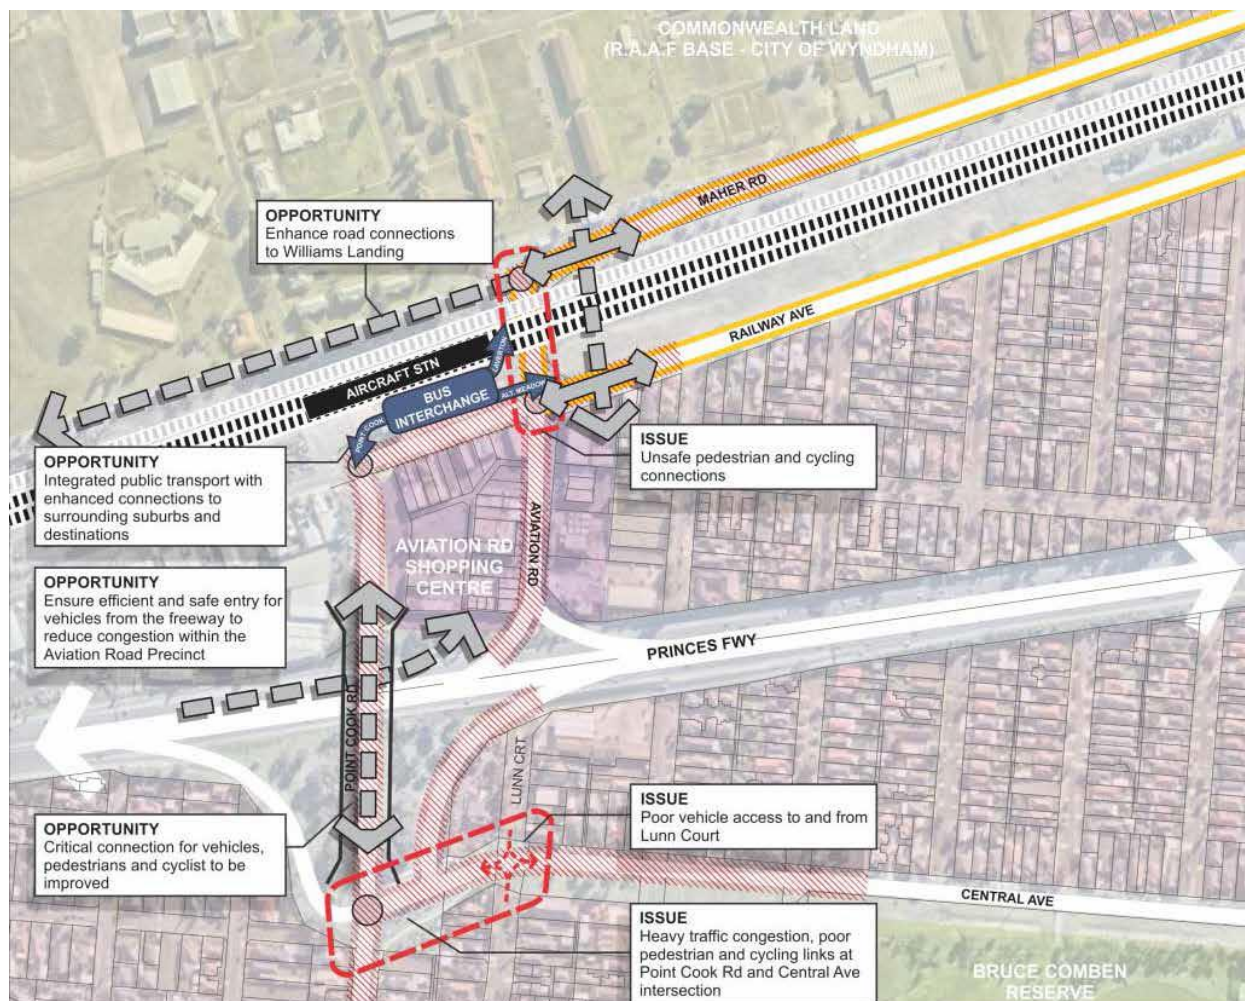 COMMONWEALTH LAND
(R.A.A.F BASE - CITY OF WYNDHAM)
MAHER RD
OPPORTUNITY
Enhance road connections
to Williams Landing
RAILWAY AVE
LAVERTON
AIRCRAFT STN
BUS
INTERCHANGE
ALT. MEADOWS
POINT COOK
OPPORTUNITY
Integrated public transport with
enhanced connections to
surrounding suburbs and
destinations
ISSUE
Unsafe pedestrian and cycling
connections
AVIATION RD
AVIATION RD
SHOPPING
CENTRE
OPPORTUNITY
Ensure efficient and safe entry for
vehicles from the freeway to
reduce congestion within the
Aviation Road Precinct
PRINCES FWY
POINT COOK RD
LUNN CRT
OPPORTUNITY
Critical connection for vehicles,
pedestrians and cyclist to be
improved
ISSUE
Poor vehicle access to and from
Lunn Court
CENTRAL AVE
ISSUE
Heavy traffic congestion, poor
pedestrian and cycling links at
Point Cook Rd and Central Ave
intersection
BRUCE COMBEN
RESERVE